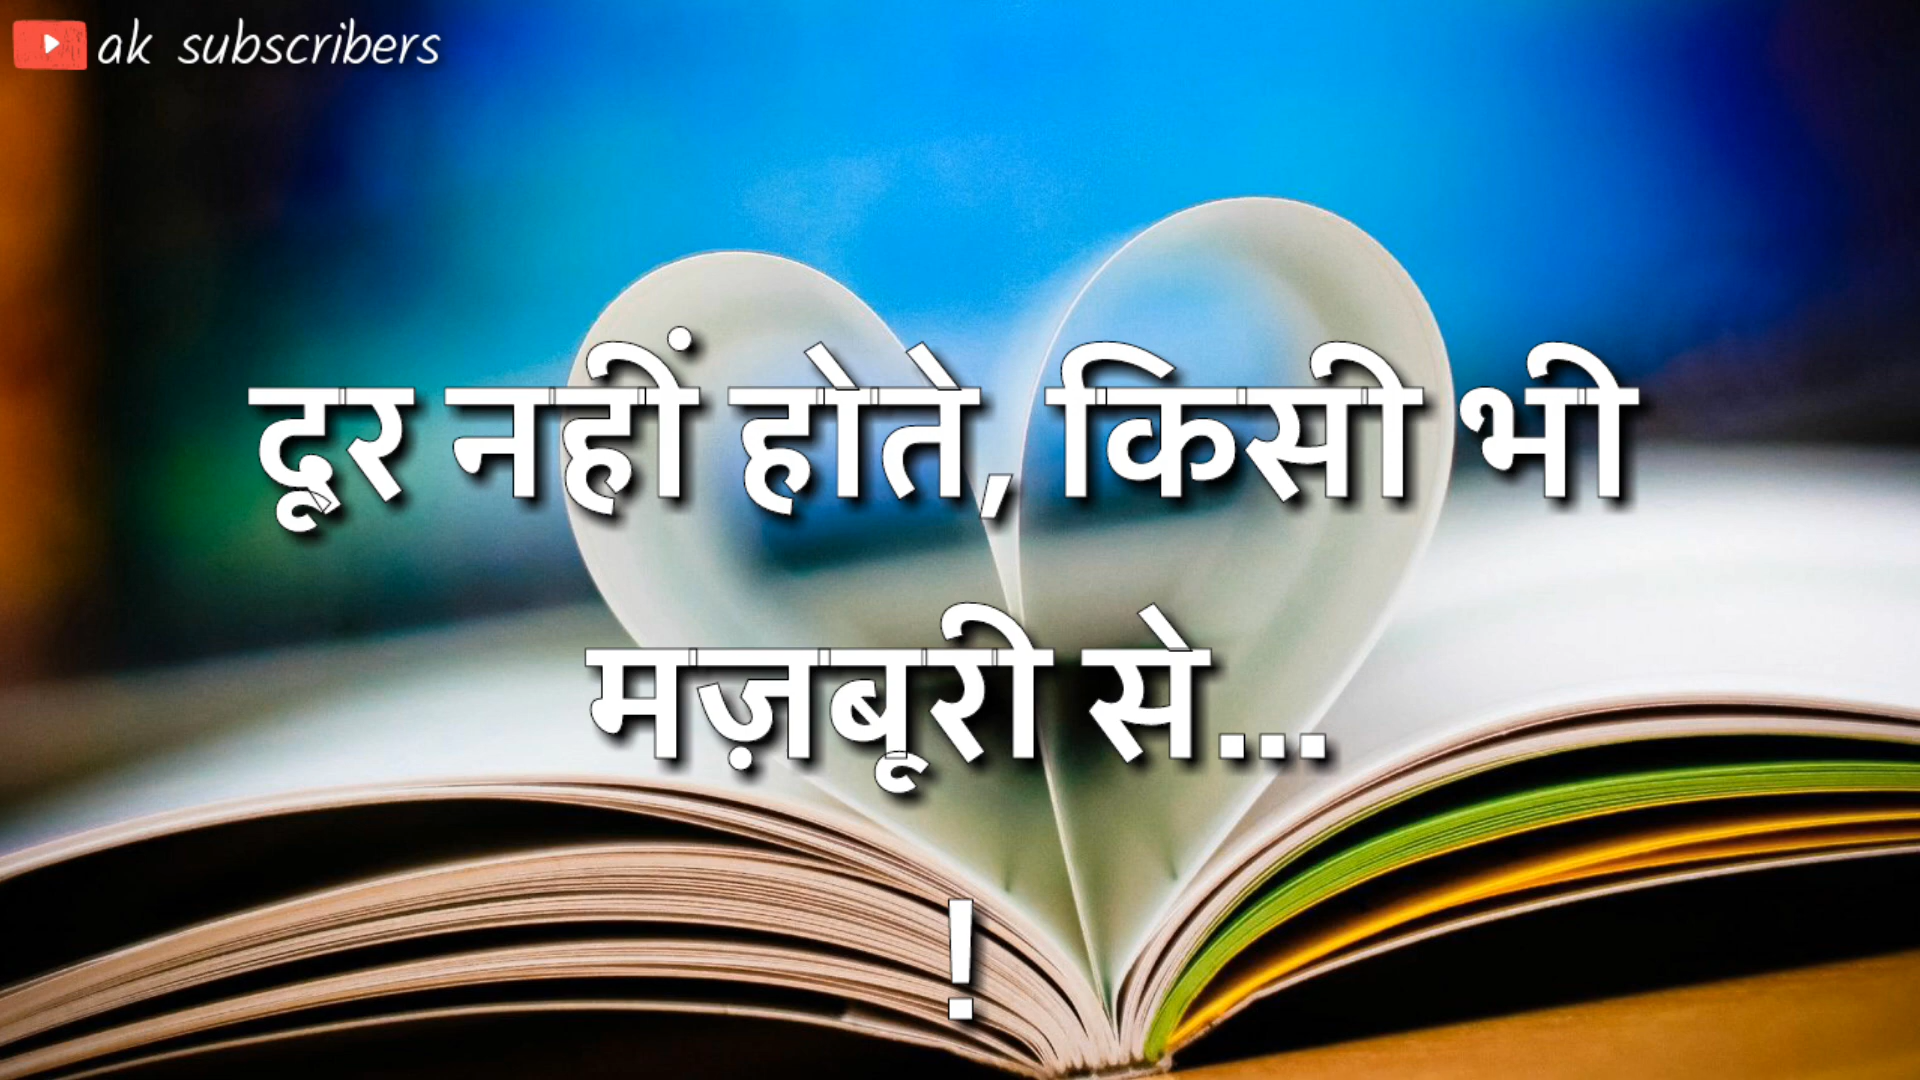 ak subscribers
दूर नहीं होते, किसी भी
मज़बूरी से...
!